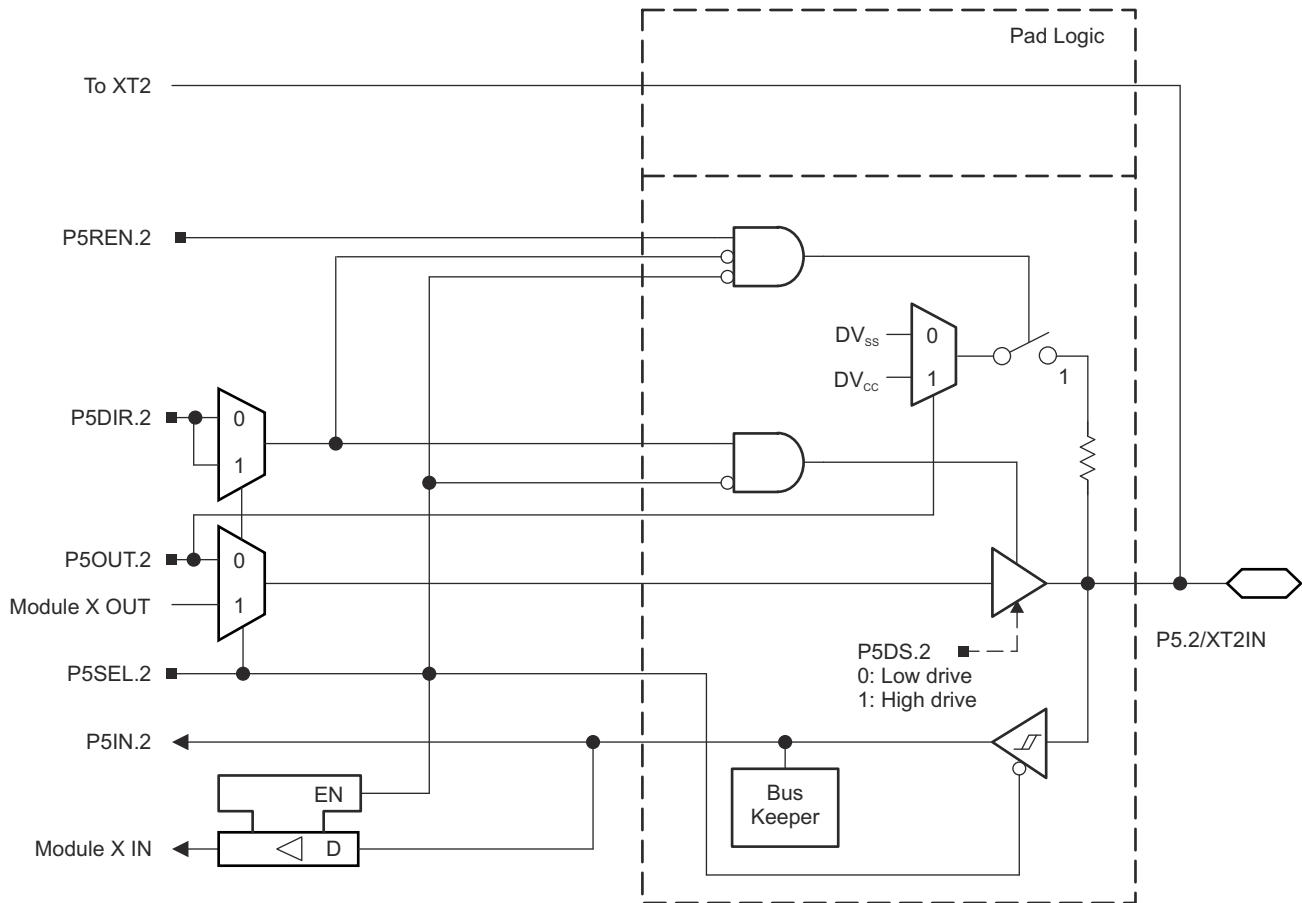 Pad Logic
To XT2
P5REN.2
DVSS
0
DVCC
1
1
P5DIR.2
0
1
P5OUT.2
0
Module X OUT
1
P5SEL.2
P5DS.2
0: Low drive
1: High drive
P5.2/XT2IN
P5IN.2
Bus
Keeper
EN
Module X IN
D